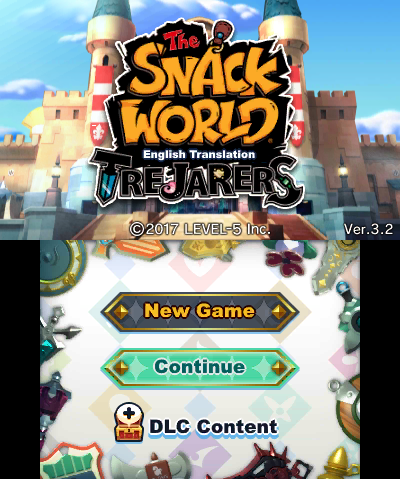 The
SNACK
WORLD
English Translation
TREJARERS
©2017 LEVEL-5 Inc.
Ver.3.2
New Game
Continue
DLC Content